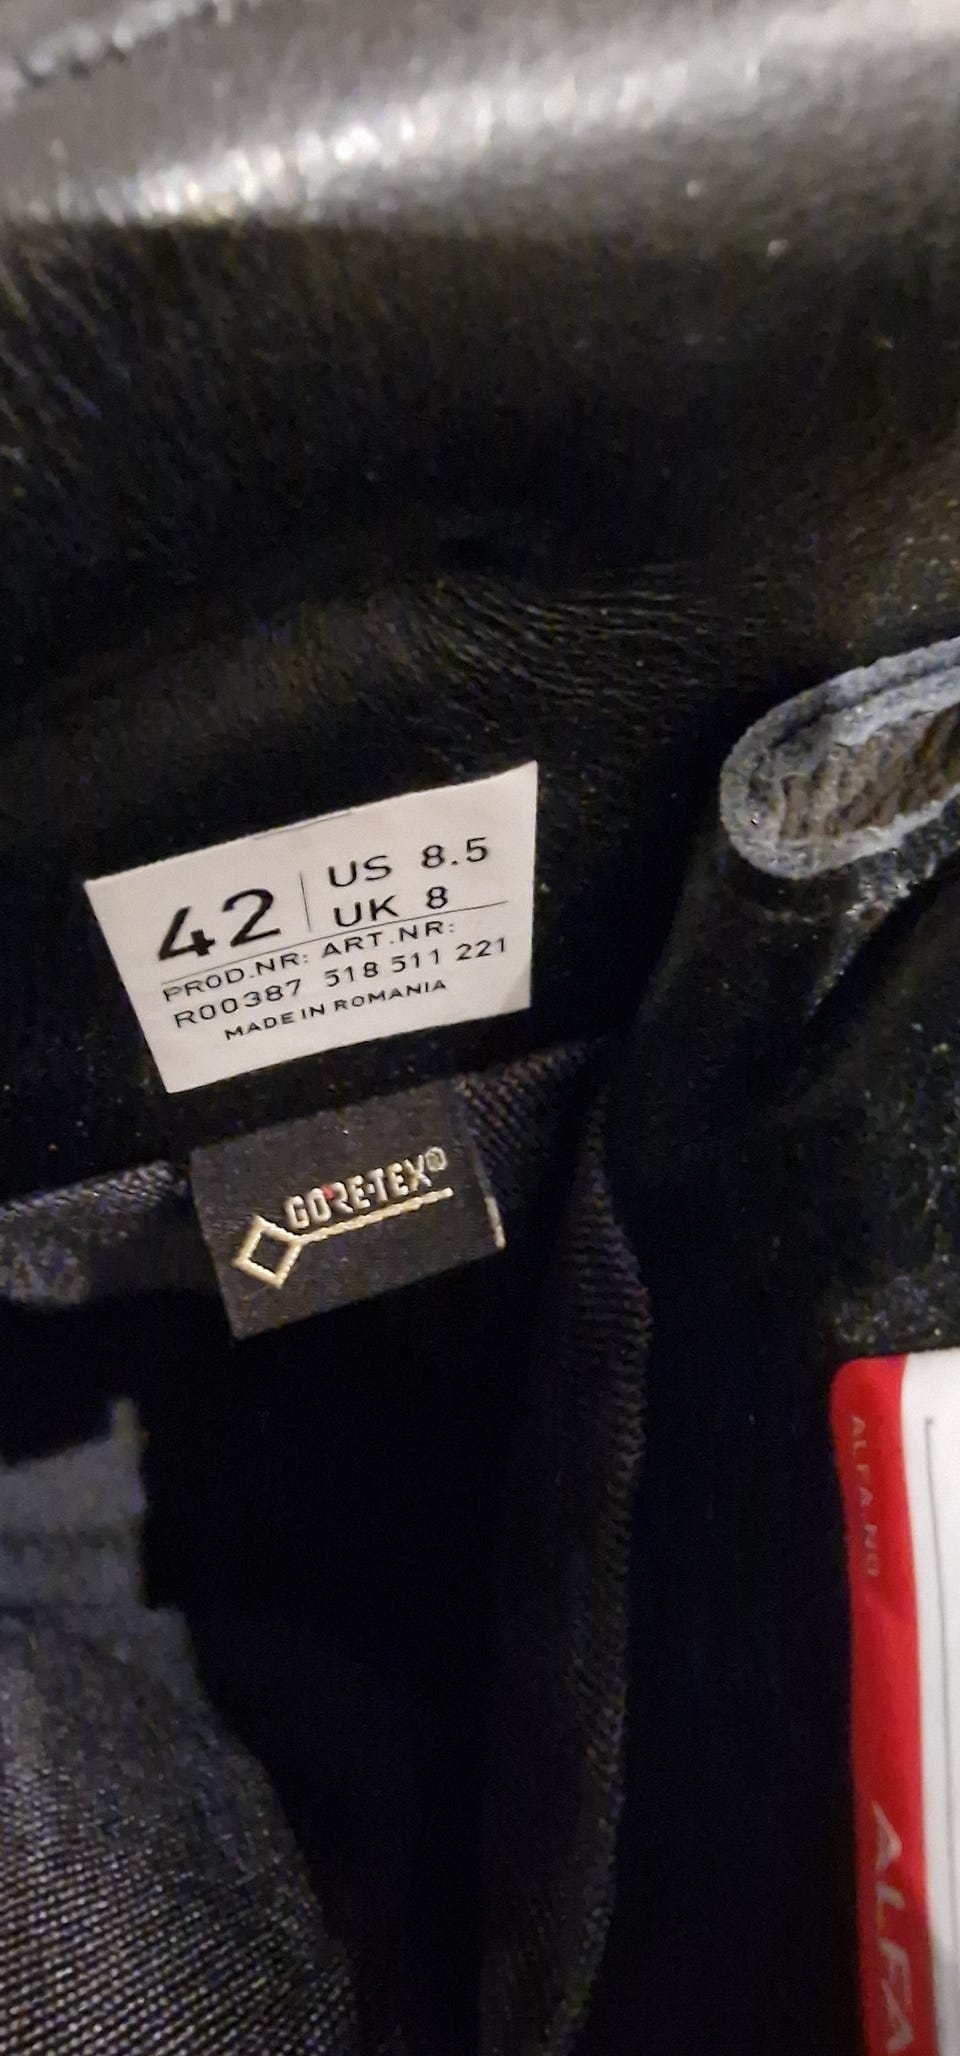 42
US 8.5
UK 8
PROD.NR: ART.NR:
R00387 518 511 221
MADE IN ROMANIA
GORE-TEX®
ALFA.NO
ALFA